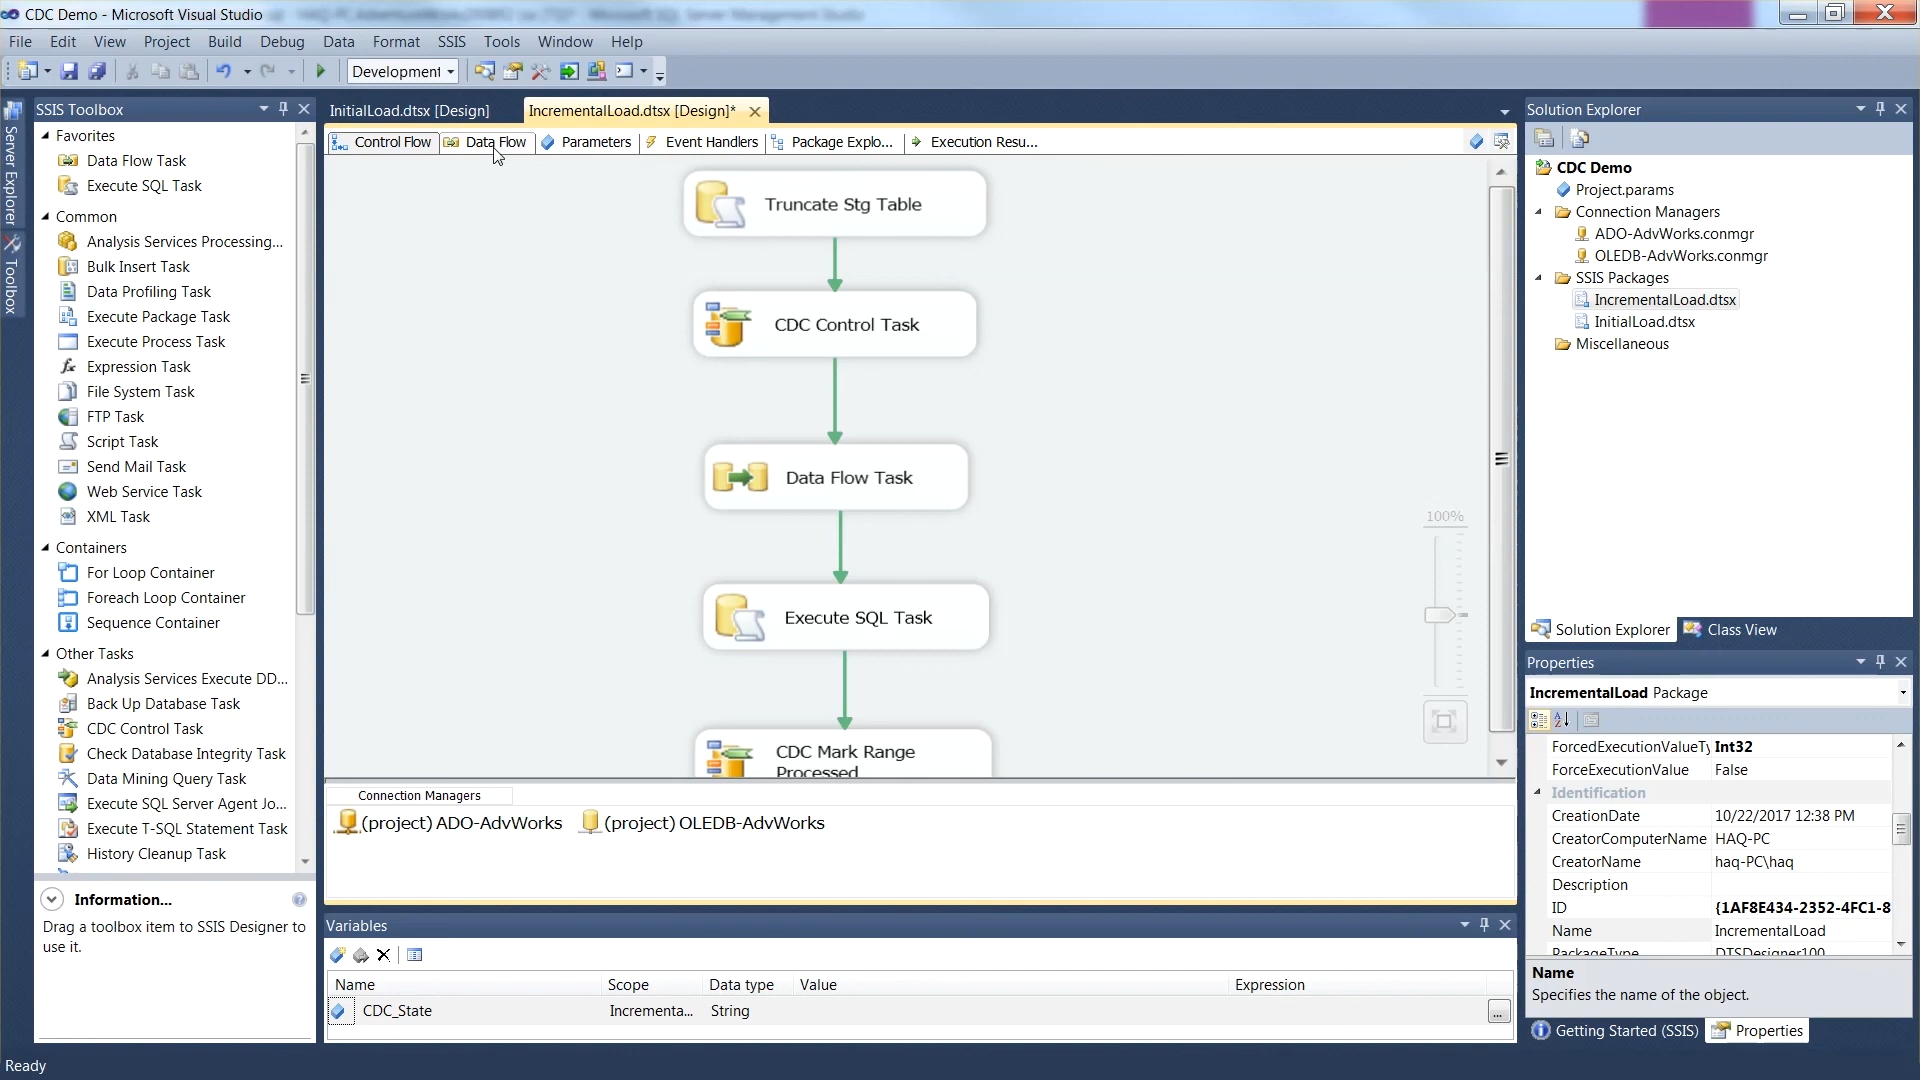 CDC Demo - Microsoft Visual Studio
File Edit View Project Build Debug Data Format SSIS Tools Window Help
Development
Server Explorer
Toolbox
SSIS Toolbox
Favorites
Data Flow Task
Execute SQL Task
Common
Analysis Services Processing...
Bulk Insert Task
Data Profiling Task
Execute Package Task
Execute Process Task
Expression Task
File System Task
FTP Task
Script Task
Send Mail Task
Web Service Task
XML Task
Containers
For Loop Container
Foreach Loop Container
Sequence Container
Other Tasks
Analysis Services Execute DD...
Back Up Database Task
CDC Control Task
Check Database Integrity Task
Data Mining Query Task
Execute SQL Server Agent Jo...
Execute T-SQL Statement Task
History Cleanup Task
Information...
Drag a toolbox item to SSIS Designer to
use it.
InitialLoad.dtsx [Design] IncrementalLoad.dtsx [Design]*
Control Flow Data Flow Parameters Event Handlers Package Explo... Execution Resu...
Truncate Stg Table
CDC Control Task
Data Flow Task
Execute SQL Task
CDC Mark Range
Processed
100%
Connection Managers
(project) ADO-AdvWorks (project) OLEDB-AdvWorks
Variables
Name Scope Data type Value Expression
CDC_State Incrementa... String ...
Solution Explorer
CDC Demo
Project.params
Connection Managers
ADO-AdvWorks.conmgr
OLEDB-AdvWorks.conmgr
SSIS Packages
IncrementalLoad.dtsx
InitialLoad.dtsx
Miscellaneous
Solution Explorer Class View
Properties
IncrementalLoad Package
ForcedExecutionValueTy Int32
ForceExecutionValue False
Identification
CreationDate 10/22/2017 12:38 PM
CreatorComputerName HAQ-PC
CreatorName haq-PC\haq
Description
ID {1AF8E434-2352-4FC1-8
Name IncrementalLoad
PackageType DTSDesigner100
Name
Specifies the name of the object.
Getting Started (SSIS) Properties
Ready